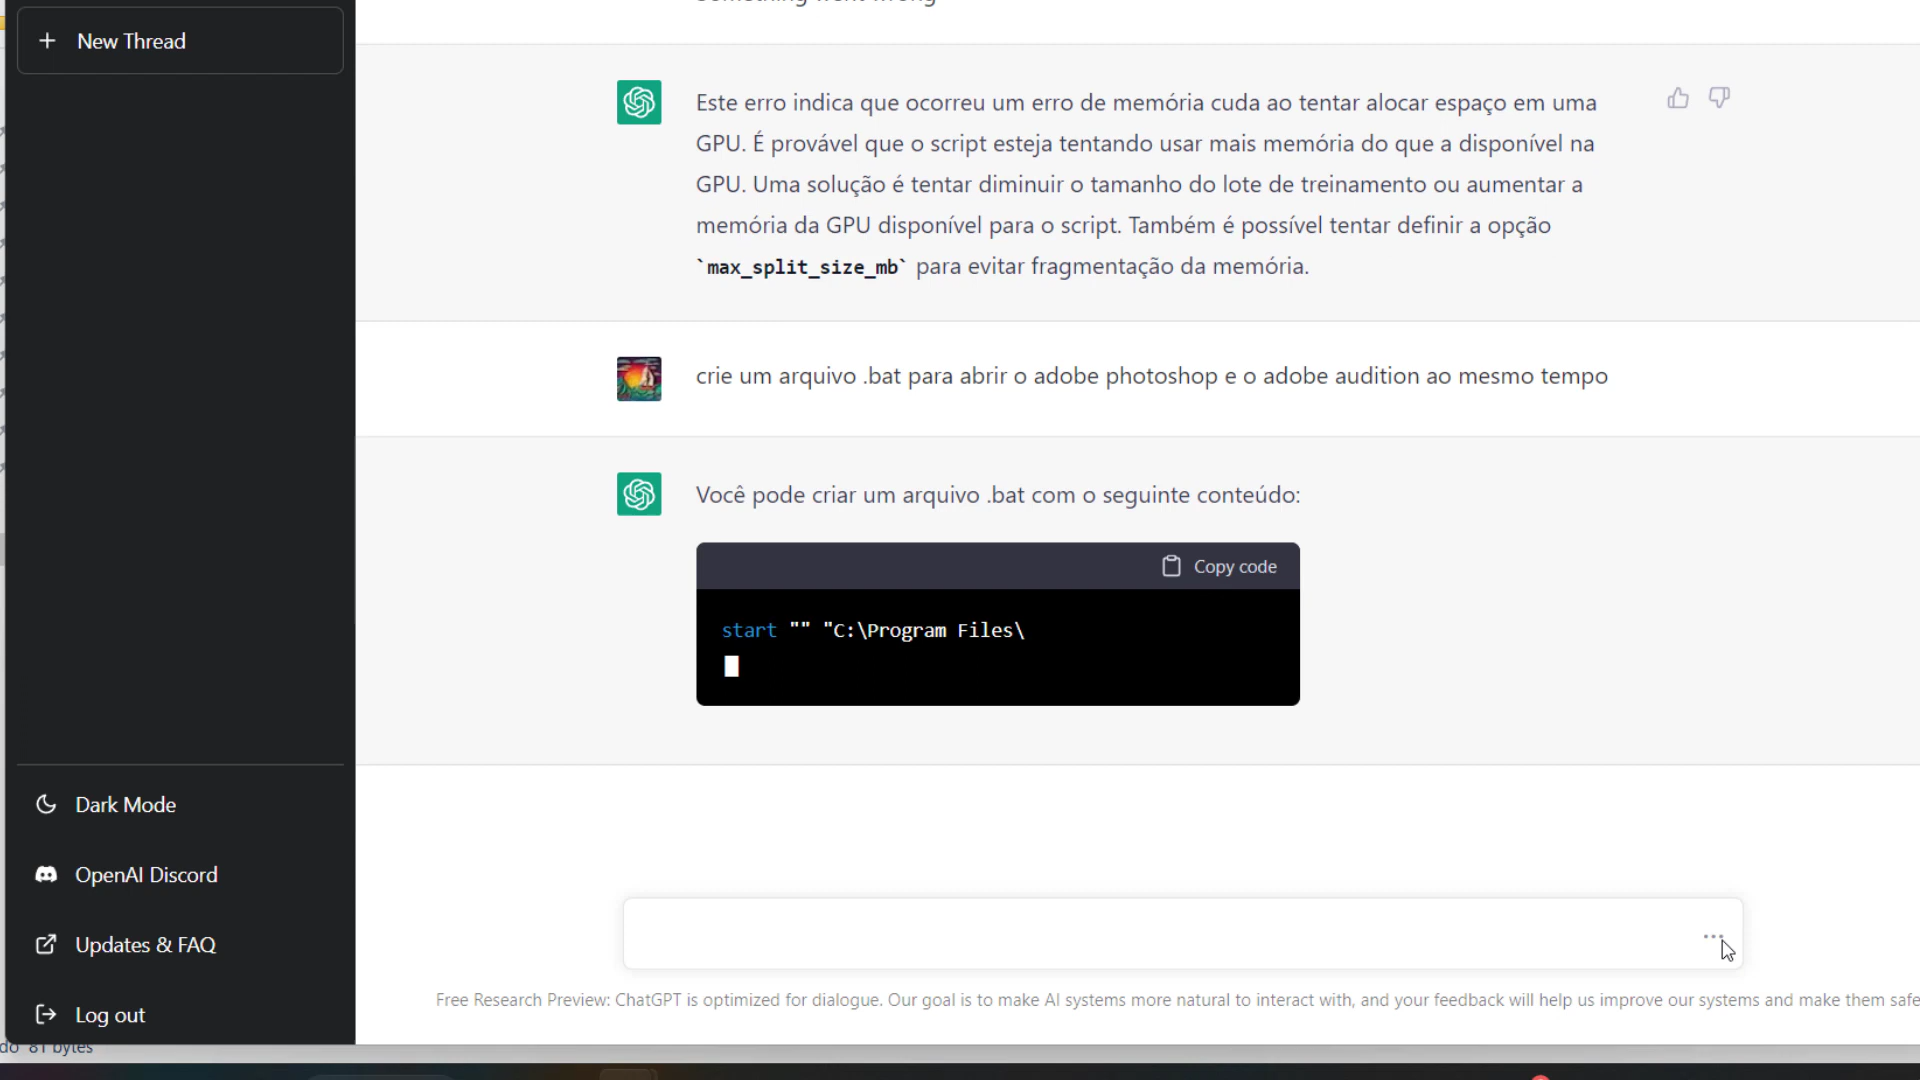 Something went wrong
New Thread
Este erro indica que ocorreu um erro de memória cuda ao tentar alocar espaço em uma
GPU. É provável que o script esteja tentando usar mais memória do que a disponível na
GPU. Uma solução é tentar diminuir o tamanho do lote de treinamento ou aumentar a
memória da GPU disponível para o script. Também é possível tentar definir a opção
`max_split_size_mb` para evitar fragmentação da memória.
crie um arquivo .bat para abrir o adobe photoshop e o adobe audition ao mesmo tempo
Você pode criar um arquivo .bat com o seguinte conteúdo:
Copy code
start "" "C:\Program Files\
Dark Mode
OpenAI Discord
Updates & FAQ
Log out
...
Free Research Preview: ChatGPT is optimized for dialogue. Our goal is to make AI systems more natural to interact with, and your feedback will help us improve our systems and make them safe
do 81 bytes